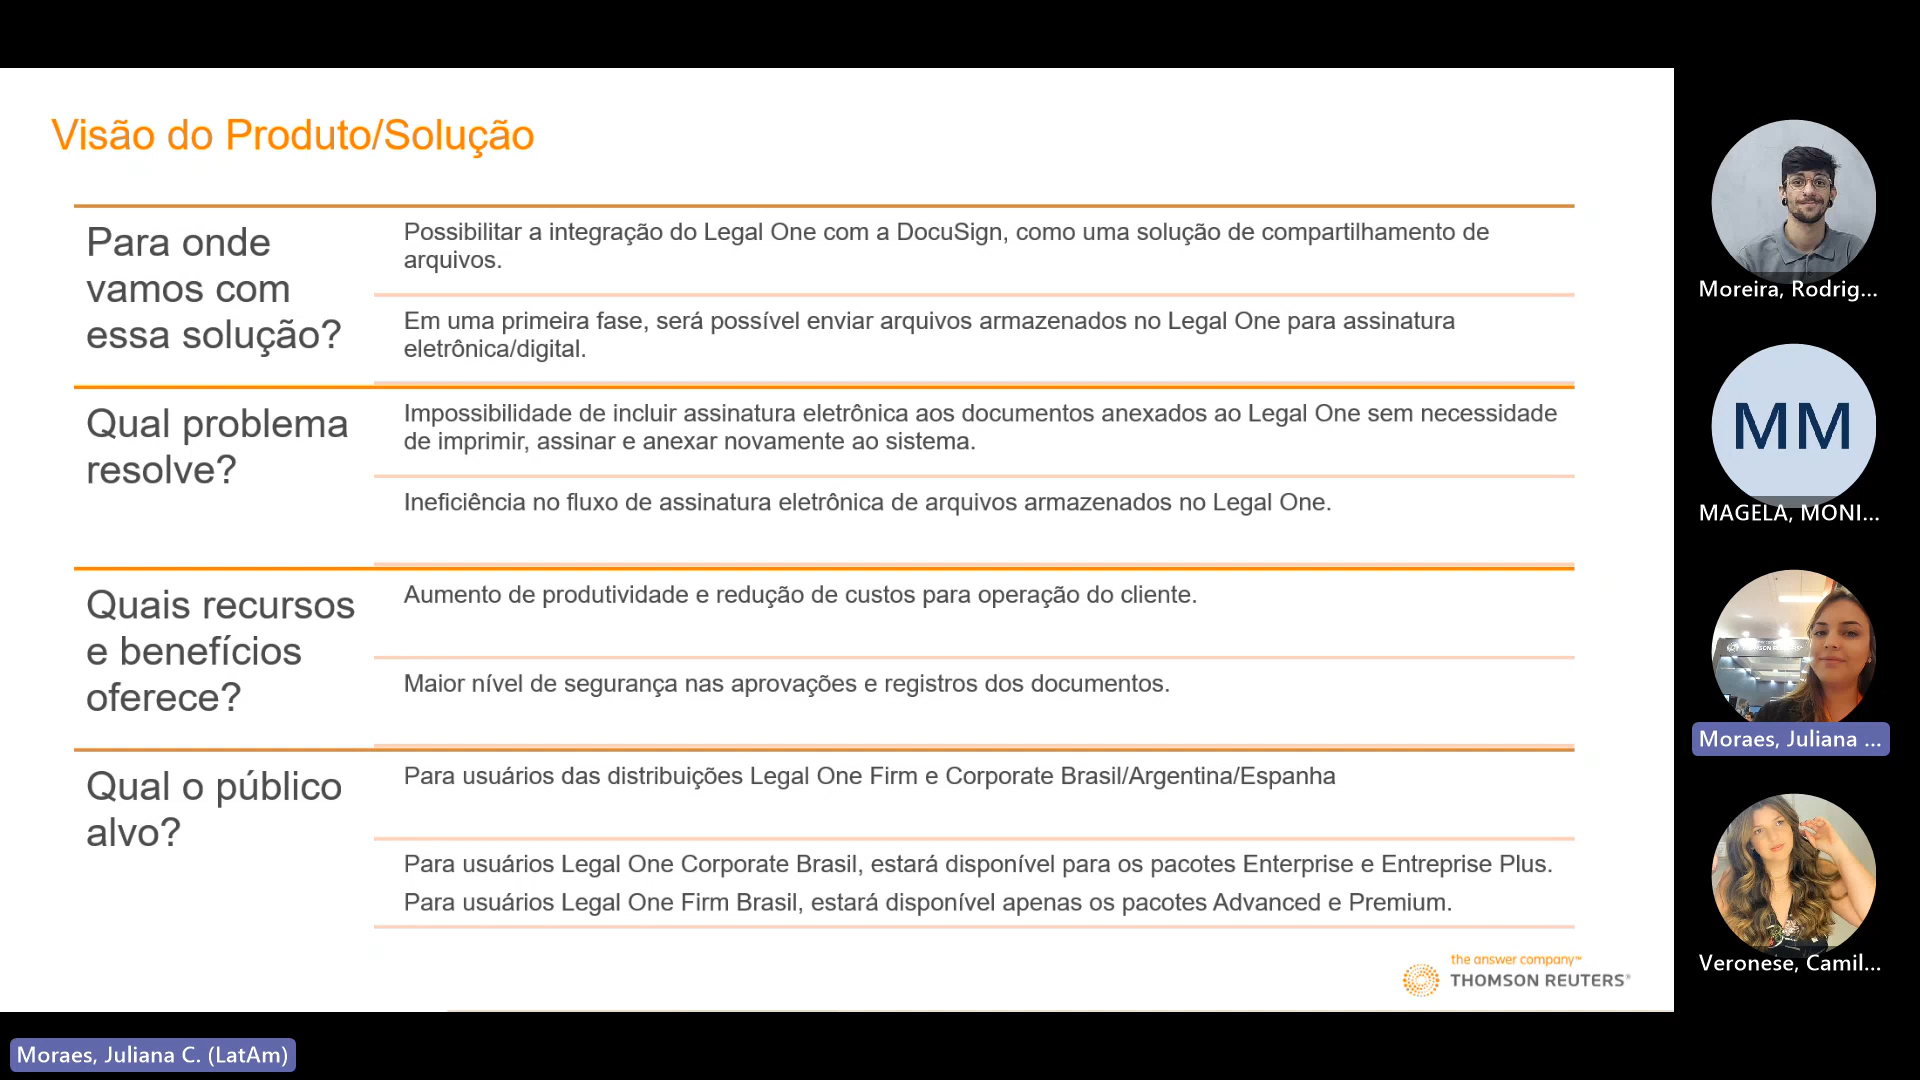 Visão do Produto/Solução
Para onde
vamos com
essa solução?
Possibilitar a integração do Legal One com a DocuSign, como uma solução de compartilhamento de
arquivos.
Em uma primeira fase, será possível enviar arquivos armazenados no Legal One para assinatura
eletrônica/digital.
Qual problema
resolve?
Impossibilidade de incluir assinatura eletrônica aos documentos anexados ao Legal One sem necessidade
de imprimir, assinar e anexar novamente ao sistema.
Ineficiência no fluxo de assinatura eletrônica de arquivos armazenados no Legal One.
Quais recursos
e benefícios
oferece?
Aumento de produtividade e redução de custos para operação do cliente.
Maior nível de segurança nas aprovações e registros dos documentos.
Qual o público
alvo?
Para usuários das distribuições Legal One Firm e Corporate Brasil/Argentina/Espanha
Para usuários Legal One Corporate Brasil, estará disponível para os pacotes Enterprise e Entreprise Plus.
Para usuários Legal One Firm Brasil, estará disponível apenas os pacotes Advanced e Premium.
the answer company™
THOMSON REUTERS®
Moreira, Rodrig...
MM
MAGELA, MONI...
Moraes, Juliana ...
Veronese, Camil...
Moraes, Juliana C. (LatAm)